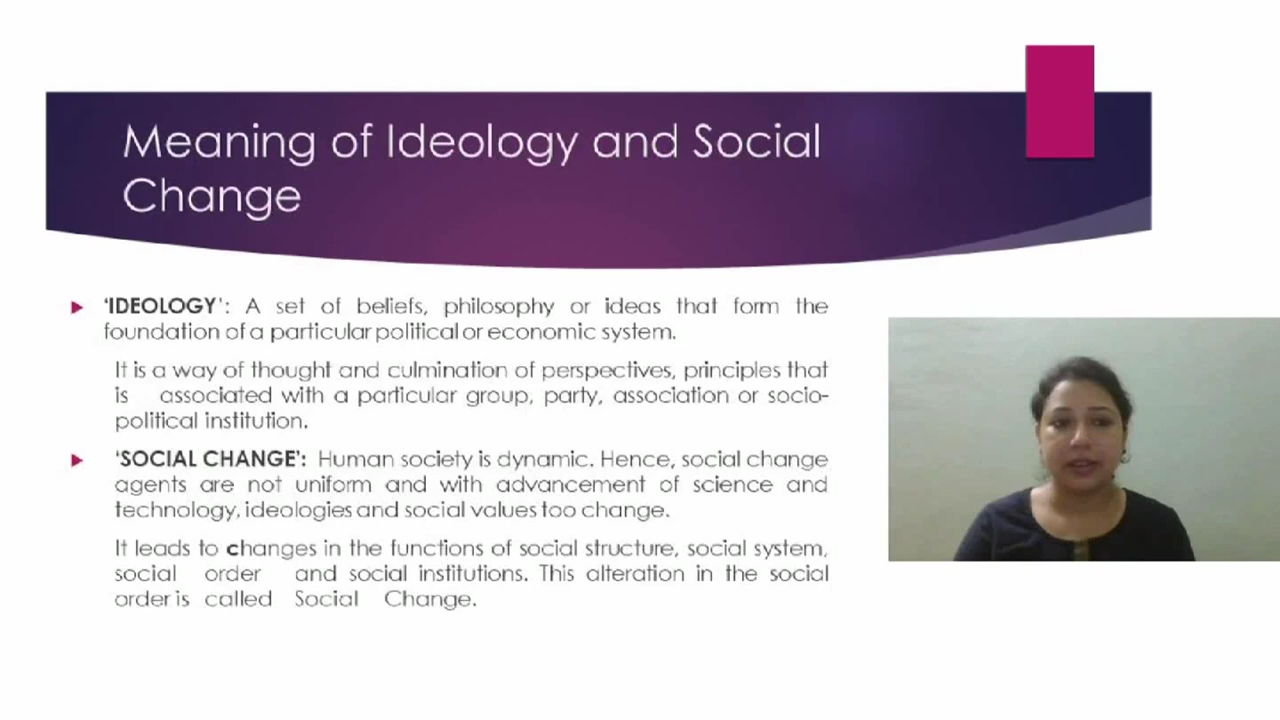 Meaning of Ideology and Social
Change
‘IDEOLOGY’: A set of beliefs, philosophy or ideas that form the
foundation of a particular political or economic system.
It is a way of thought and culmination of perspectives, principles that
is associated with a particular group, party, association or socio-
political institution.
‘SOCIAL CHANGE’: Human society is dynamic. Hence, social change
agents are not uniform and with advancement of science and
technology, ideologies and social values too change.
It leads to changes in the functions of social structure, social system,
social order and social institutions. This alteration in the social
order is called Social Change.